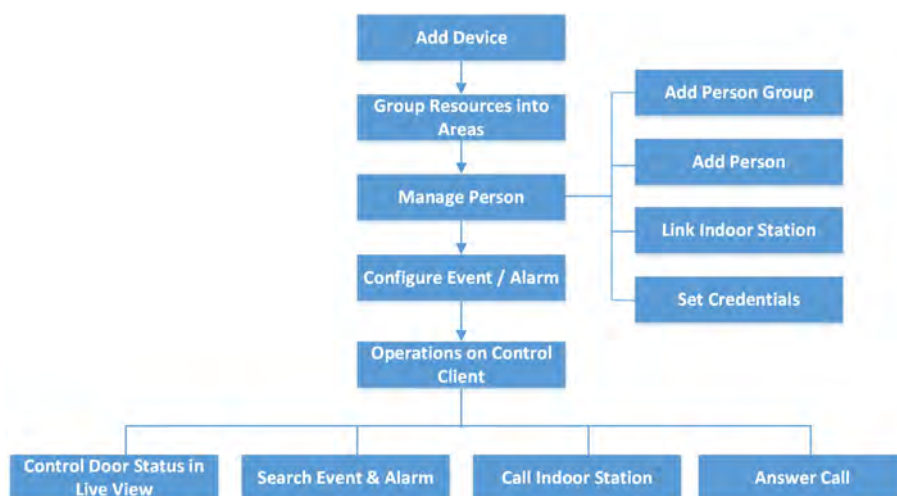 Add Device
Group Resources into
Areas
Manage Person
Configure Event / Alarm
Operations on Control
Client
Add Person Group
Add Person
Link Indoor Station
Set Credentials
Control Door Status in
Live View
Search Event & Alarm
Call Indoor Station
Answer Call